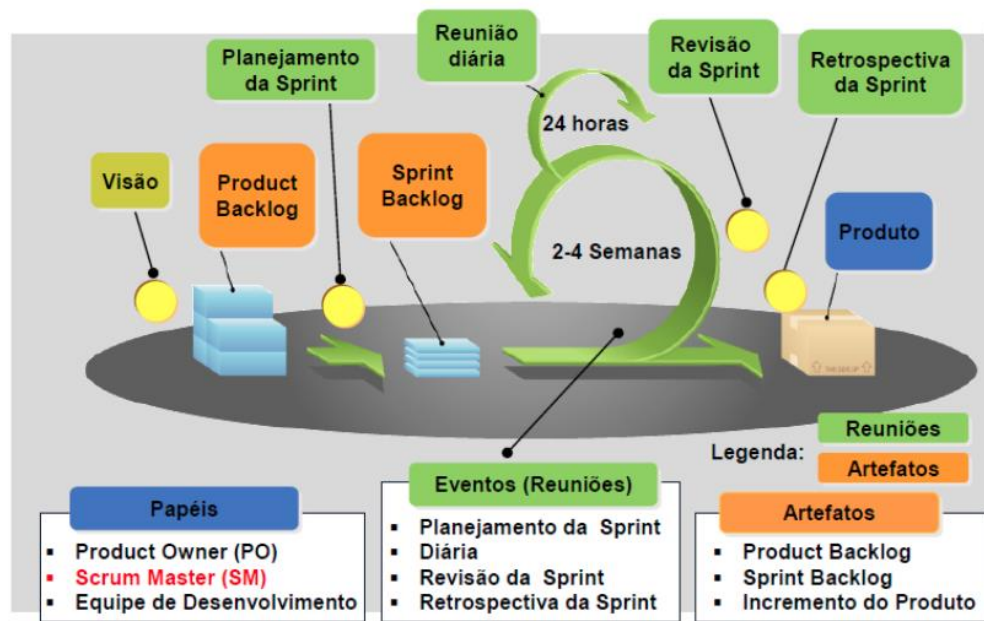 Reunião
diária
Planejamento
da Sprint
Revisão
da Sprint
Retrospectiva
da Sprint
24 horas
Visão
Product
Backlog
Sprint
Backlog
2-4 Semanas
Produto
Legenda:
Reuniões
Artefatos
Papéis
▪ Product Owner (PO)
▪ Scrum Master (SM)
▪ Equipe de Desenvolvimento
Eventos (Reuniões)
▪ Planejamento da Sprint
▪ Diária
▪ Revisão da Sprint
▪ Retrospectiva da Sprint
Artefatos
▪ Product Backlog
▪ Sprint Backlog
▪ Incremento do Produto